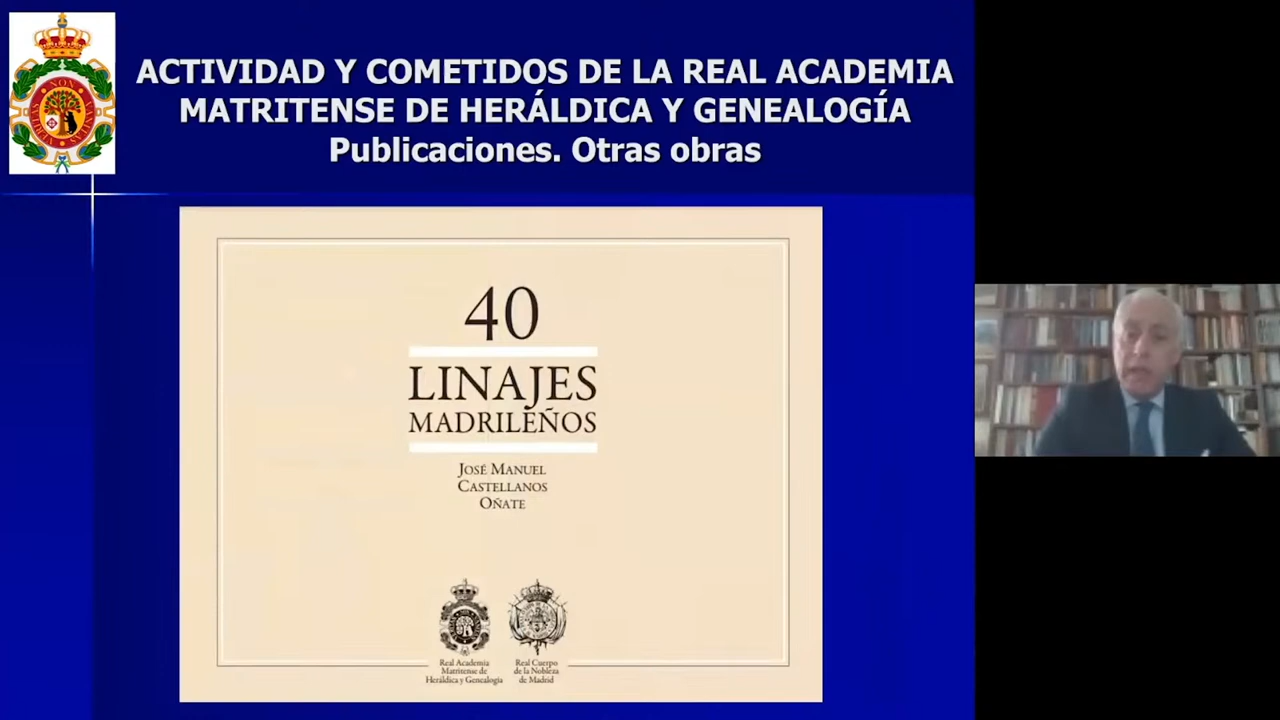 ACTIVIDAD Y COMETIDOS DE LA REAL ACADEMIA
MATRITENSE DE HERÁLDICA Y GENEALOGÍA
Publicaciones. Otras obras
40
LINAJES
MADRILEÑOS
JOSÉ MANUEL
CASTELLANOS
OÑATE
Real Academia
Matritense de
Heráldica y Genealogía
Real Cuerpo
de la Nobleza
de Madrid